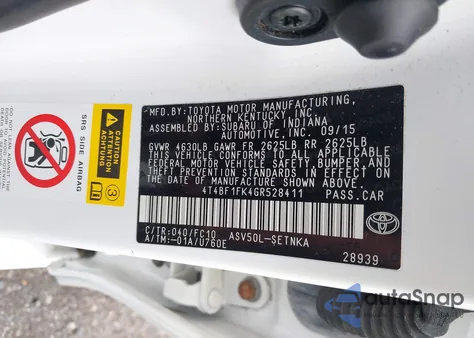 MFD.BY:TOYOTA MOTOR MANUFACTURING,
NORTHERN KENTUCKY, INC.
ASSEMBLED BY: SUBARU OF INDIANA
AUTOMOTIVE, INC. 09/15
GVWR 4630LB GAWR FR 2625LB RR 2625LB
THIS VEHICLE CONFORMS TO ALL APPLICABLE
FEDERAL MOTOR VEHICLE SAFETY, BUMPER, AND
THEFT PREVENTION STANDARDS IN EFFECT ON
THE DATE OF MANUFACTURE SHOWN ABOVE.
4T4BF1FK4GR528411 PASS.CAR
C/TR:040/FC10 ASV50L-SETNKA
A/TM:-01A/U760E
TOYOTA
28939
SRS SIDE AIRBAG
autoSnap